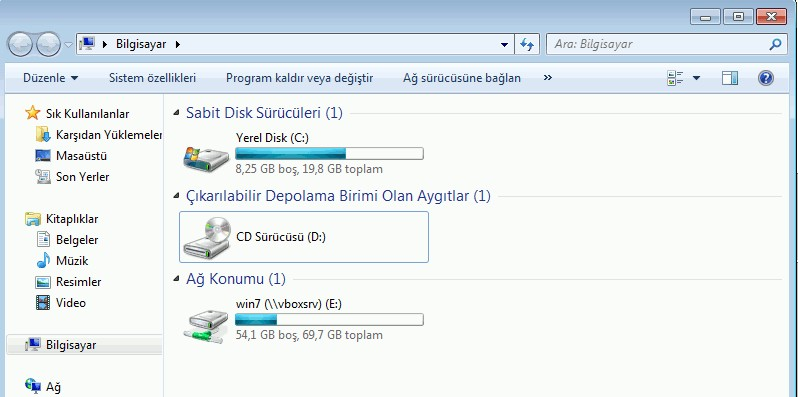 Bilgisayar
Ara: Bilgisayar
Düzenle Sistem özellikleri Program kaldır veya değiştir Ağ sürücüsüne bağlan »
Sık Kullanılanlar
Karşıdan Yüklemeler
Masaüstü
Son Yerler
Kitaplıklar
Belgeler
Müzik
Resimler
Video
Bilgisayar
Ağ
Sabit Disk Sürücüleri (1)
Yerel Disk (C:)
8,25 GB boş, 19,8 GB toplam
Çıkarılabilir Depolama Birimi Olan Aygıtlar (1)
CD Sürücüsü (D:)
Ağ Konumu (1)
win7 (\\vboxsrv) (E:)
54,1 GB boş, 69,7 GB toplam